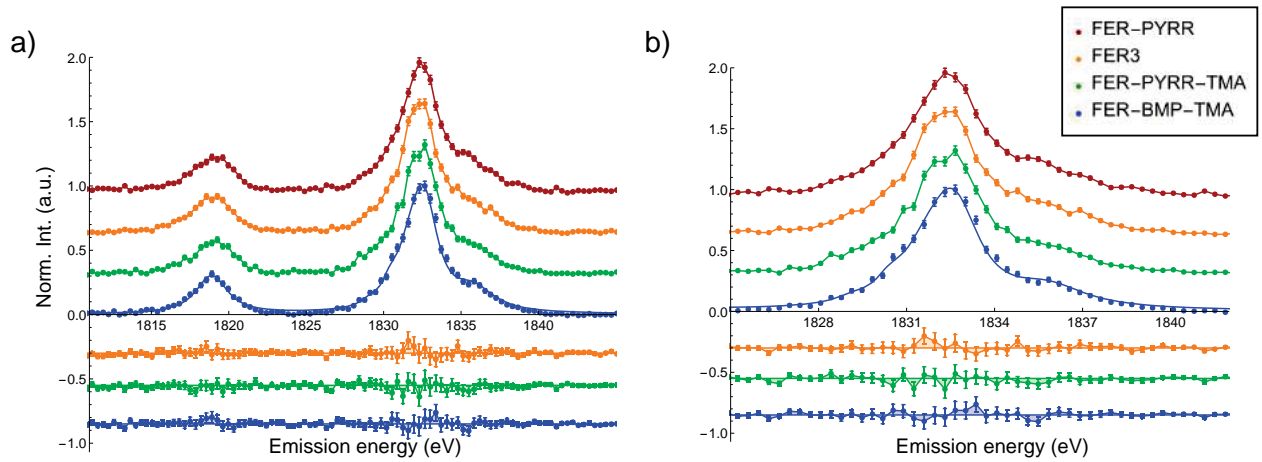 a)
2.0
1.5
1.0
0.5
0.0
−0.5
−1.0
Norm. Int. (a.u.)
1815 1820 1825 1830 1835 1840
Emission energy (eV)
b)
2.0
1.5
1.0
0.5
0.0
−0.5
−1.0
1828 1831 1834 1837 1840
Emission energy (eV)
FER−PYRR
FER3
FER−PYRR−TMA
FER−BMP−TMA